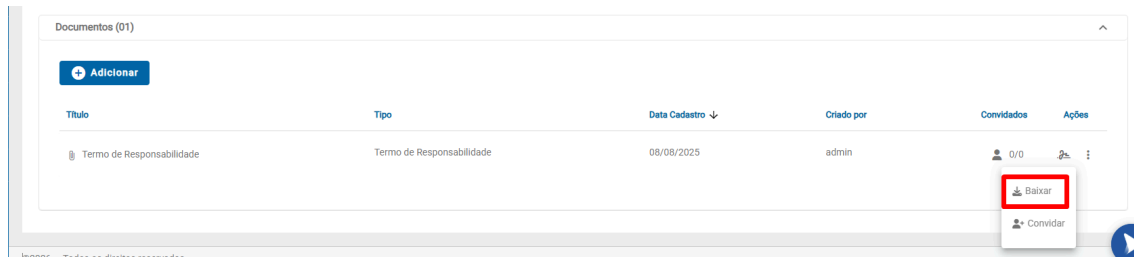 Documentos (01)
Adicionar
Título Tipo Data Cadastro Criado por Convidados Ações
Termo de Responsabilidade Termo de Responsabilidade 08/08/2025 admin 0/0
Baixar
Convidar
Todos os direitos reservados